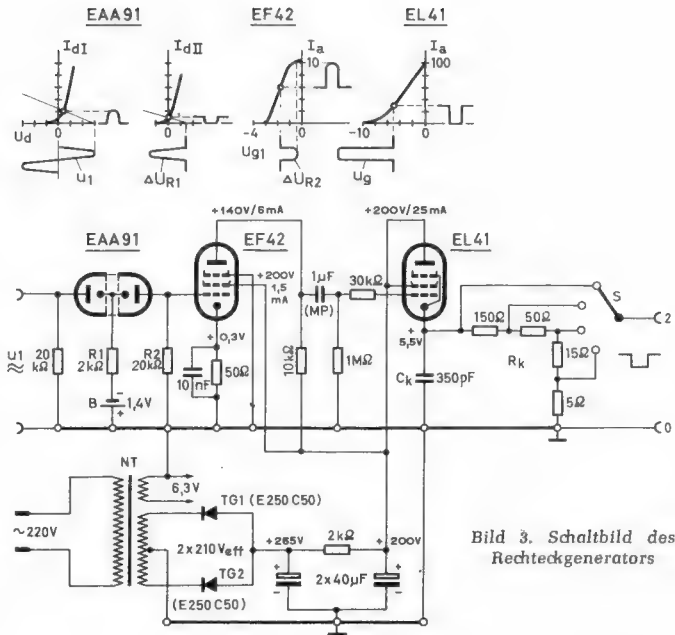 EAA91 EF42 EL41
IdI IdII Ia Ia
10 100
Ud 0 0 -4 0 -10 0
Ug1 Ug
u1 ΔUR1 ΔUR2
+140V/6mA +200V/25mA
EAA91 EF42 EL41
+200V
1,5
mA
1µF 30kΩ
(MP)
S
150Ω 50Ω
2
0,3V
5,5V
u1
20
kΩ
R1
2kΩ
R2
20kΩ
10nF 50Ω
10kΩ
1MΩ
Ck 350pF
Rk 15Ω
5Ω
B 1,4V
0
NT
6,3V
TG1 (E250C50)
~220V
2x210Veff
+265V 2kΩ 200V
TG2
2x40µF
(E250C50)
Bild 3. Schaltbild des
Rechteckgenerators